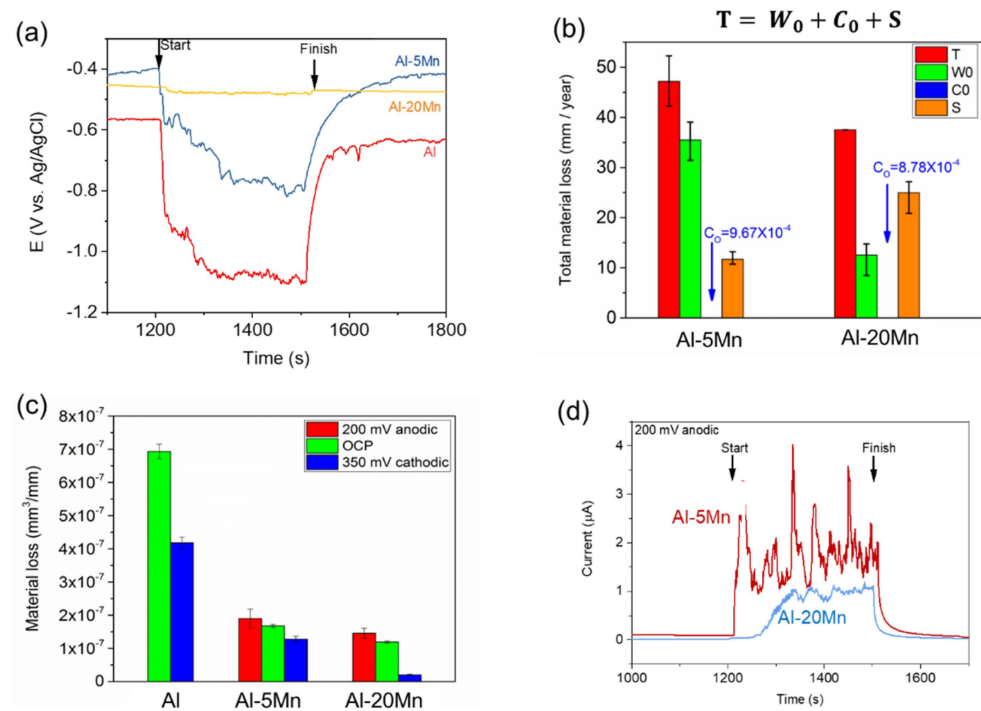 (a)
Start
Finish
Al-5Mn
Al-20Mn
Al
-0.4
-0.6
-0.8
-1.0
-1.2
E (V vs. Ag/AgCl)
1200
1400
1600
1800
Time (s)
(b)
T = W₀ + C₀ + S
T
W0
C0
S
50
40
30
20
10
0
Total material loss (mm / year)
C₀=9.67X10⁻⁴
C₀=8.78X10⁻⁴
Al-5Mn
Al-20Mn
(c)
8x10⁻⁷
7x10⁻⁷
6x10⁻⁷
5x10⁻⁷
4x10⁻⁷
3x10⁻⁷
2x10⁻⁷
1x10⁻⁷
0
Material loss (mm³/mm)
200 mV anodic
OCP
350 mV cathodic
Al
Al-5Mn
Al-20Mn
(d)
200 mV anodic
Start
Finish
Al-5Mn
Al-20Mn
4
3
2
1
0
Current (μA)
1000
1200
1400
1600
Time (s)